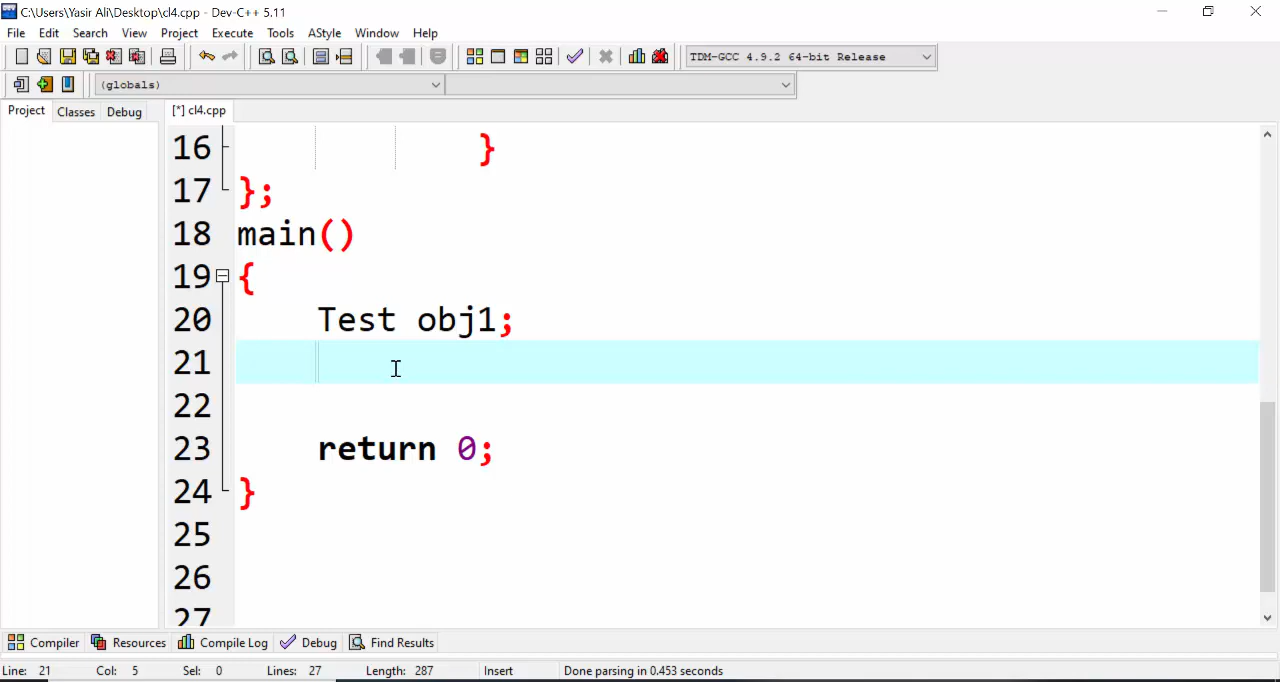 C:\Users\Yasir Ali\Desktop\cl4.cpp - Dev-C++ 5.11
File Edit Search View Project Execute Tools AStyle Window Help
TDM-GCC 4.9.2 64-bit Release
(globals)
Project Classes Debug [*] cl4.cpp
16 }
17 };
18 main()
19 {
20 Test obj1;
21
22
23 return 0;
24 }
25
26
27
Compiler Resources Compile Log Debug Find Results
Line: 21 Col: 5 Sel: 0 Lines: 27 Length: 287 Insert Done parsing in 0.453 seconds